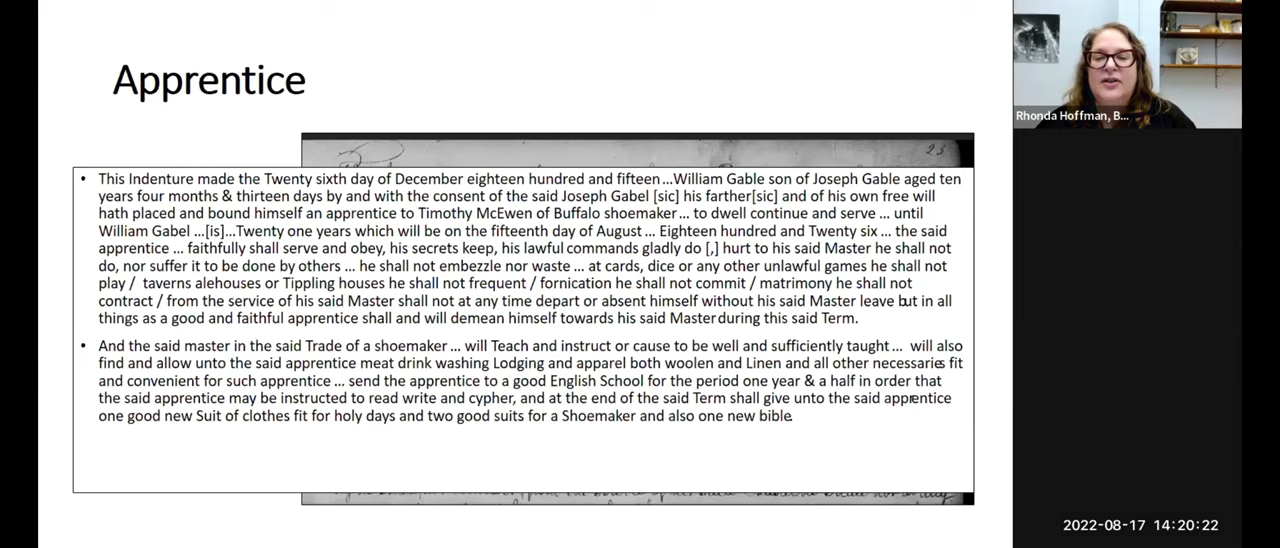 Apprentice
23
• This Indenture made the Twenty sixth day of December eighteen hundred and fifteen...William Gable son of Joseph Gable aged ten
years four months & thirteen days by and with the consent of the said Joseph Gabel [sic] his farther[sic] and of his own free will
hath placed and bound himself an apprentice to Timothy McEwen of Buffalo shoemaker... to dwell continue and serve ... until
William Gabel ...[is]...Twenty one years which will be on the fifteenth day of August ... Eighteen hundred and Twenty six ... the said
apprentice ... faithfully shall serve and obey, his secrets keep, his lawful commands gladly do [,] hurt to his said Master he shall not
do, nor suffer it to be done by others ... he shall not embezzle nor waste ... at cards, dice or any other unlawful games he shall not
play / taverns alehouses or Tippling houses he shall not frequent / fornication he shall not commit / matrimony he shall not
contract / from the service of his said Master shall not at any time depart or absent himself without his said Master leave but in all
things as a good and faithful apprentice shall and will demean himself towards his said Master during this said Term.
• And the said master in the said Trade of a shoemaker ... will Teach and instruct or cause to be well and sufficiently taught... will also
find and allow unto the said apprentice meat drink washing Lodging and apparel both woolen and Linen and all other necessaries fit
and convenient for such apprentice ... send the apprentice to a good English School for the period one year & a half in order that
the said apprentice may be instructed to read write and cypher, and at the end of the said Term shall give unto the said apprentice
one good new Suit of clothes fit for holy days and two good suits for a Shoemaker and also one new bible.
Rhonda Hoffman, B...
2022-08-17 14:20:22